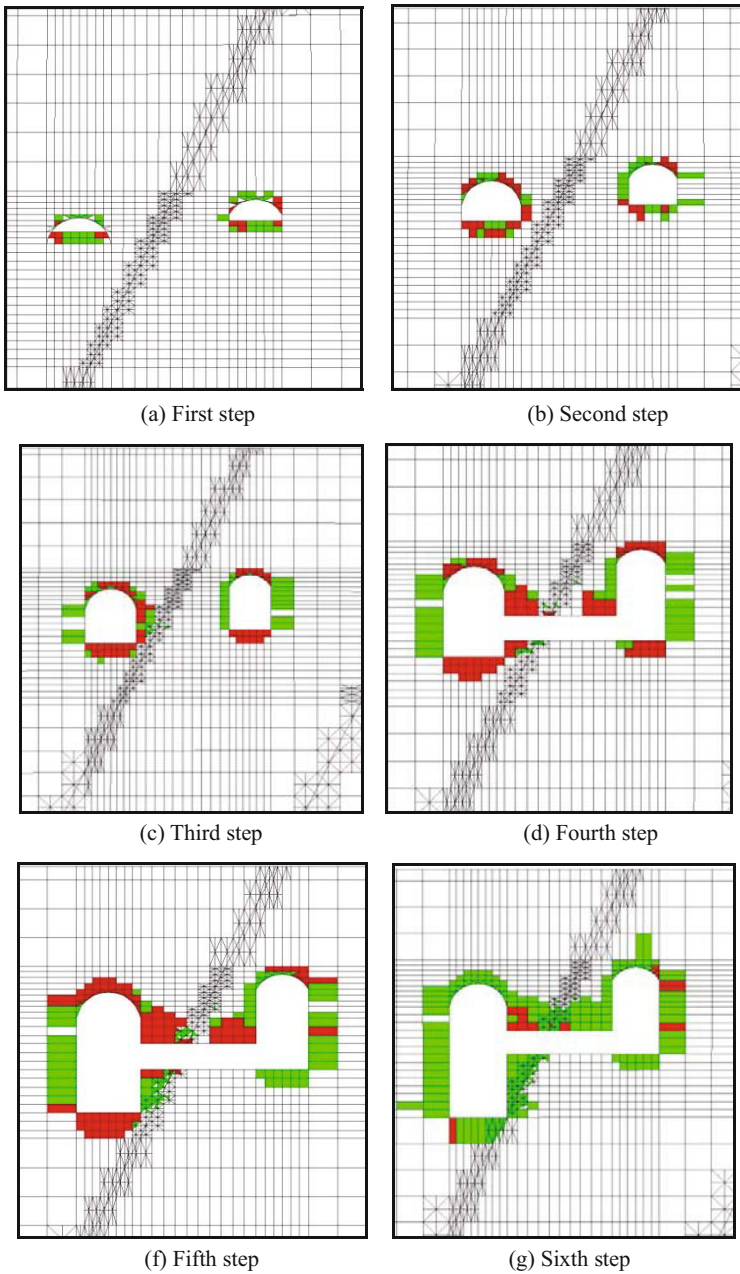 (a) First step
(b) Second step
(c) Third step
(d) Fourth step
(f) Fifth step
(g) Sixth step